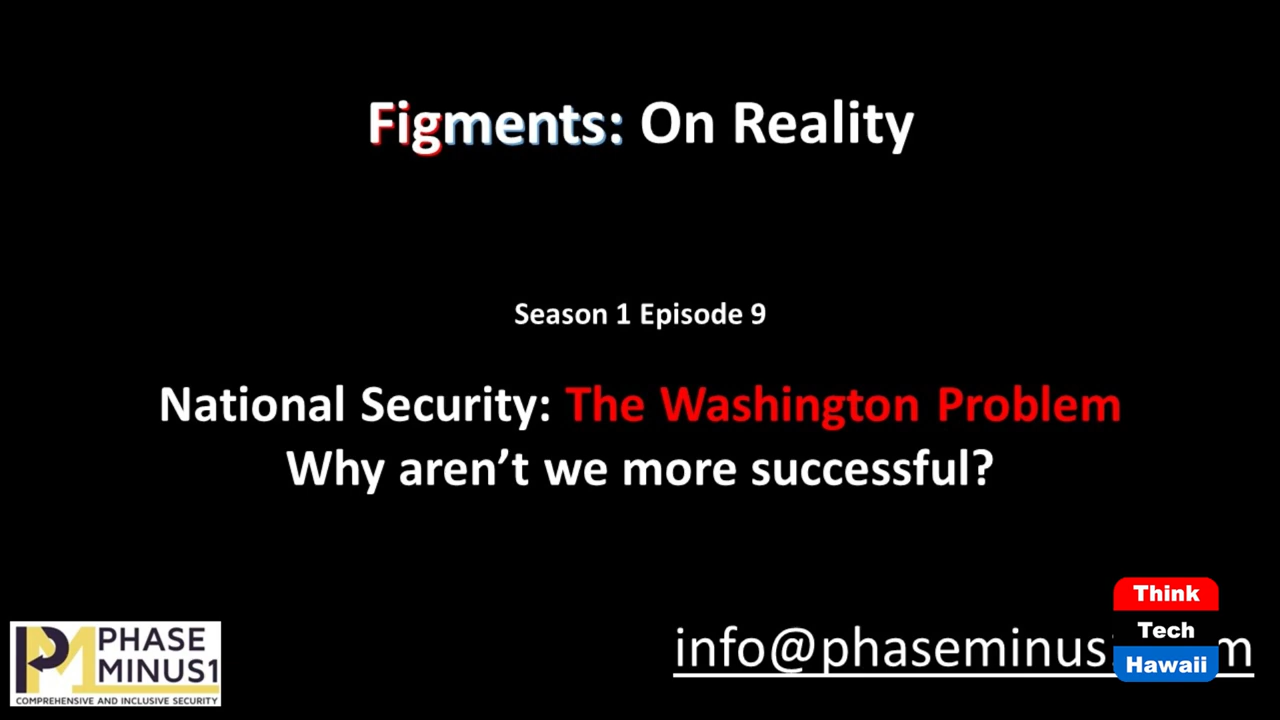 Figments: On Reality
Season 1 Episode 9
National Security: The Washington Problem
Why aren't we more successful?
PHASE
MINUS1
COMPREHENSIVE AND INCLUSIVE SECURITY
info@phaseminus
Think
Tech
Hawaii